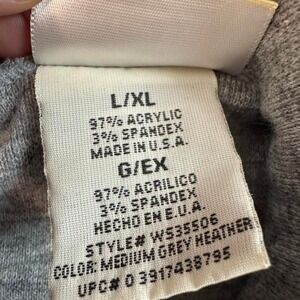 L/XL
97% ACRYLIC
3% SPANDEX
MADE IN U.S.A.
G/EX
97% ACRILICO
3% SPANDEX
HECHO EN E.U.A.
STYLE# W535506
COLOR: MEDIUM GREY HEATHER
UPC# 0 3917438795